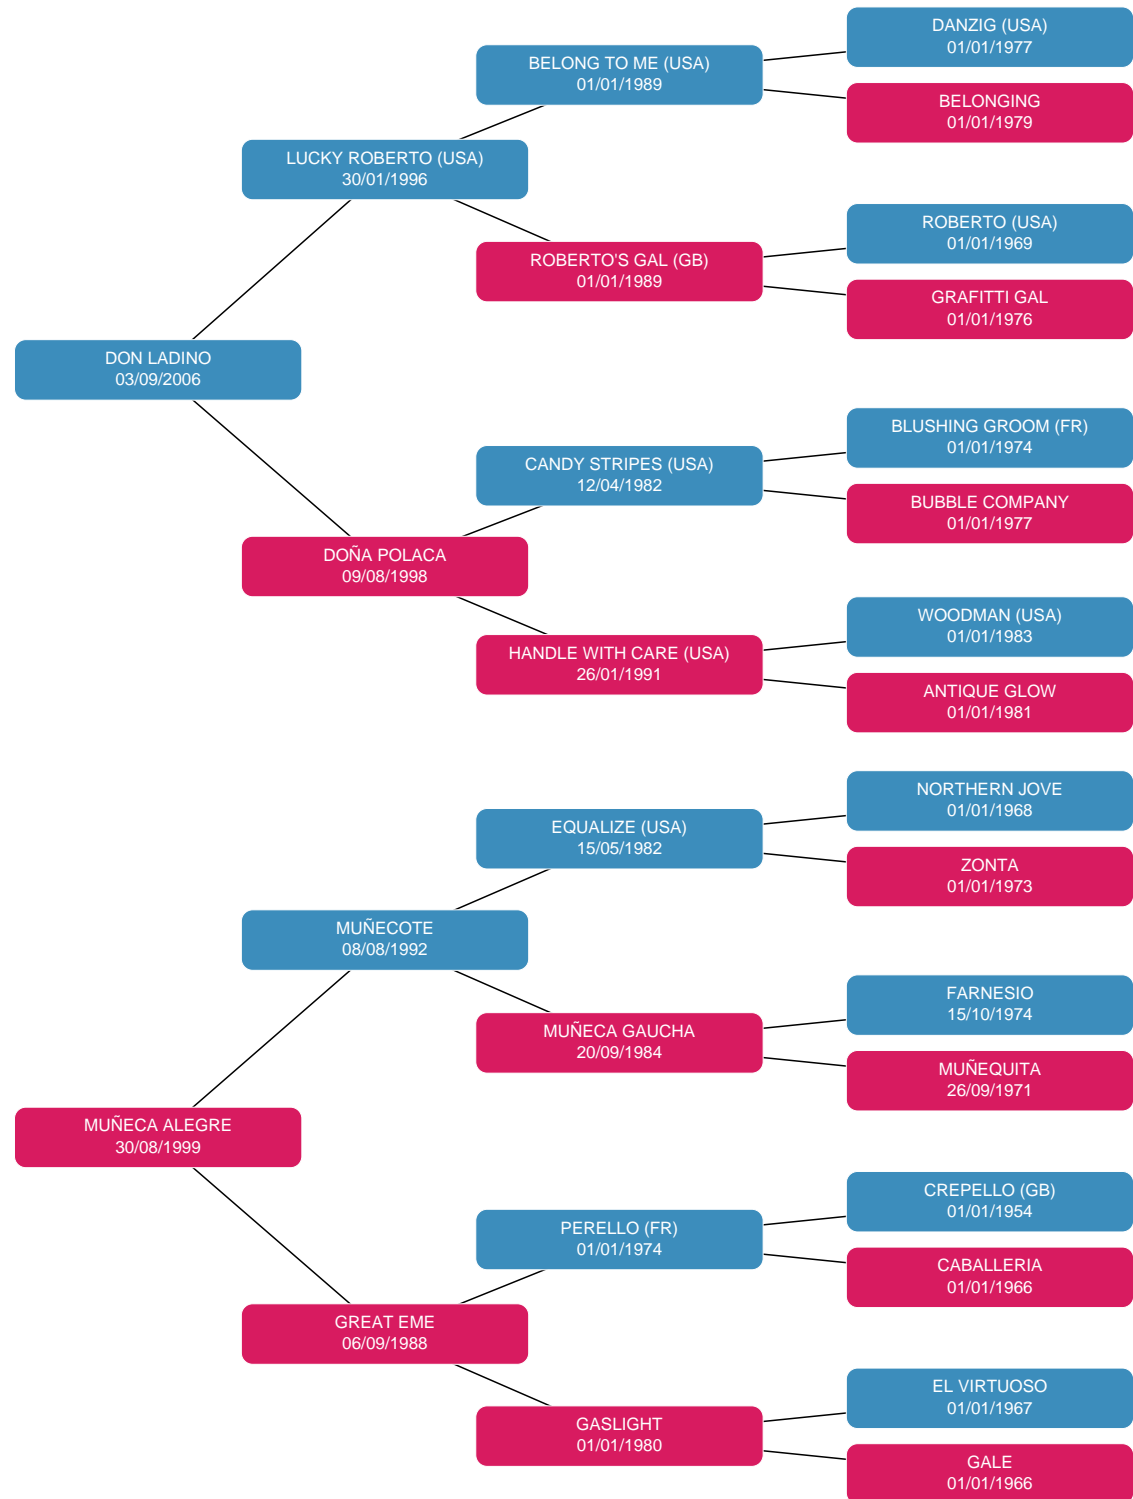 DANZIG (USA)
01/01/1977
BELONG TO ME (USA)
01/01/1989
BELONGING
01/01/1979
LUCKY ROBERTO (USA)
30/01/1996
ROBERTO (USA)
01/01/1969
ROBERTO'S GAL (GB)
01/01/1989
GRAFITTI GAL
01/01/1976
DON LADINO
03/09/2006
BLUSHING GROOM (FR)
01/01/1974
CANDY STRIPES (USA)
12/04/1982
BUBBLE COMPANY
01/01/1977
DOÑA POLACA
09/08/1998
WOODMAN (USA)
01/01/1983
HANDLE WITH CARE (USA)
26/01/1991
ANTIQUE GLOW
01/01/1981
NORTHERN JOVE
01/01/1968
EQUALIZE (USA)
15/05/1982
ZONTA
01/01/1973
MUÑECOTE
08/08/1992
FARNESIO
15/10/1974
MUÑECA GAUCHA
20/09/1984
MUÑEQUITA
26/09/1971
MUÑECA ALEGRE
30/08/1999
CREPELLO (GB)
01/01/1954
PERELLO (FR)
01/01/1974
CABALLERIA
01/01/1966
GREAT EME
06/09/1988
EL VIRTUOSO
01/01/1967
GASLIGHT
01/01/1980
GALE
01/01/1966